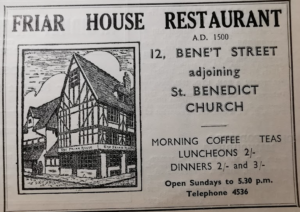 FRIAR HOUSE RESTAURANT
A.D. 1500
12, BENE'T STREET
adjoining
St. BENEDICT
CHURCH
MORNING COFFEE TEAS
LUNCHEONS 2/-
DINNERS 2/- and 3/-
Open Sundays to 5.30 p.m.
Telephone 4536